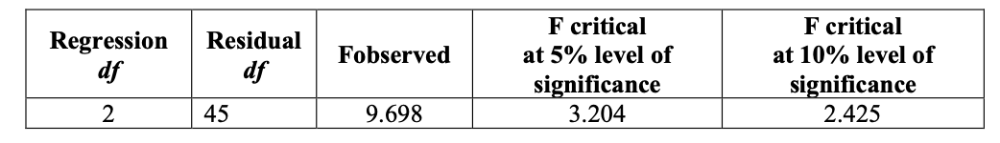 Regression df
Residual df
Fobserved
F critical at 5% level of significance
F critical at 10% level of significance
2 45 9.698 3.204 2.425